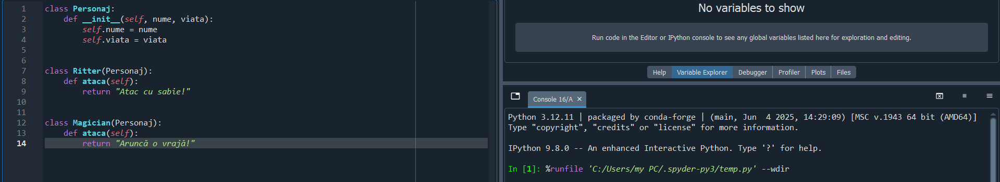 1 class Personaj:
2     def __init__(self, nume, viata):
3         self.nume = nume
4         self.viata = viata
5
6
7 class Ritter(Personaj):
8     def ataca(self):
9         return "Atac cu sabie!"
10
11
12 class Magician(Personaj):
13     def ataca(self):
14         return "Aruncă o vrajă!"
No variables to show
Run code in the Editor or IPython console to see any global variables listed here for exploration and editing.
Help Variable Explorer Debugger Profiler Plots Files
Console 16/A
Python 3.12.11 | packaged by conda-forge | (main, Jun  4 2025, 14:29:09) [MSC v.1943 64 bit (AMD64)]
Type "copyright", "credits" or "license" for more information.
IPython 9.8.0 -- An enhanced Interactive Python. Type '?' for help.
In [1]: %runfile 'C:/Users/my PC/.spyder-py3/temp.py' --wdir